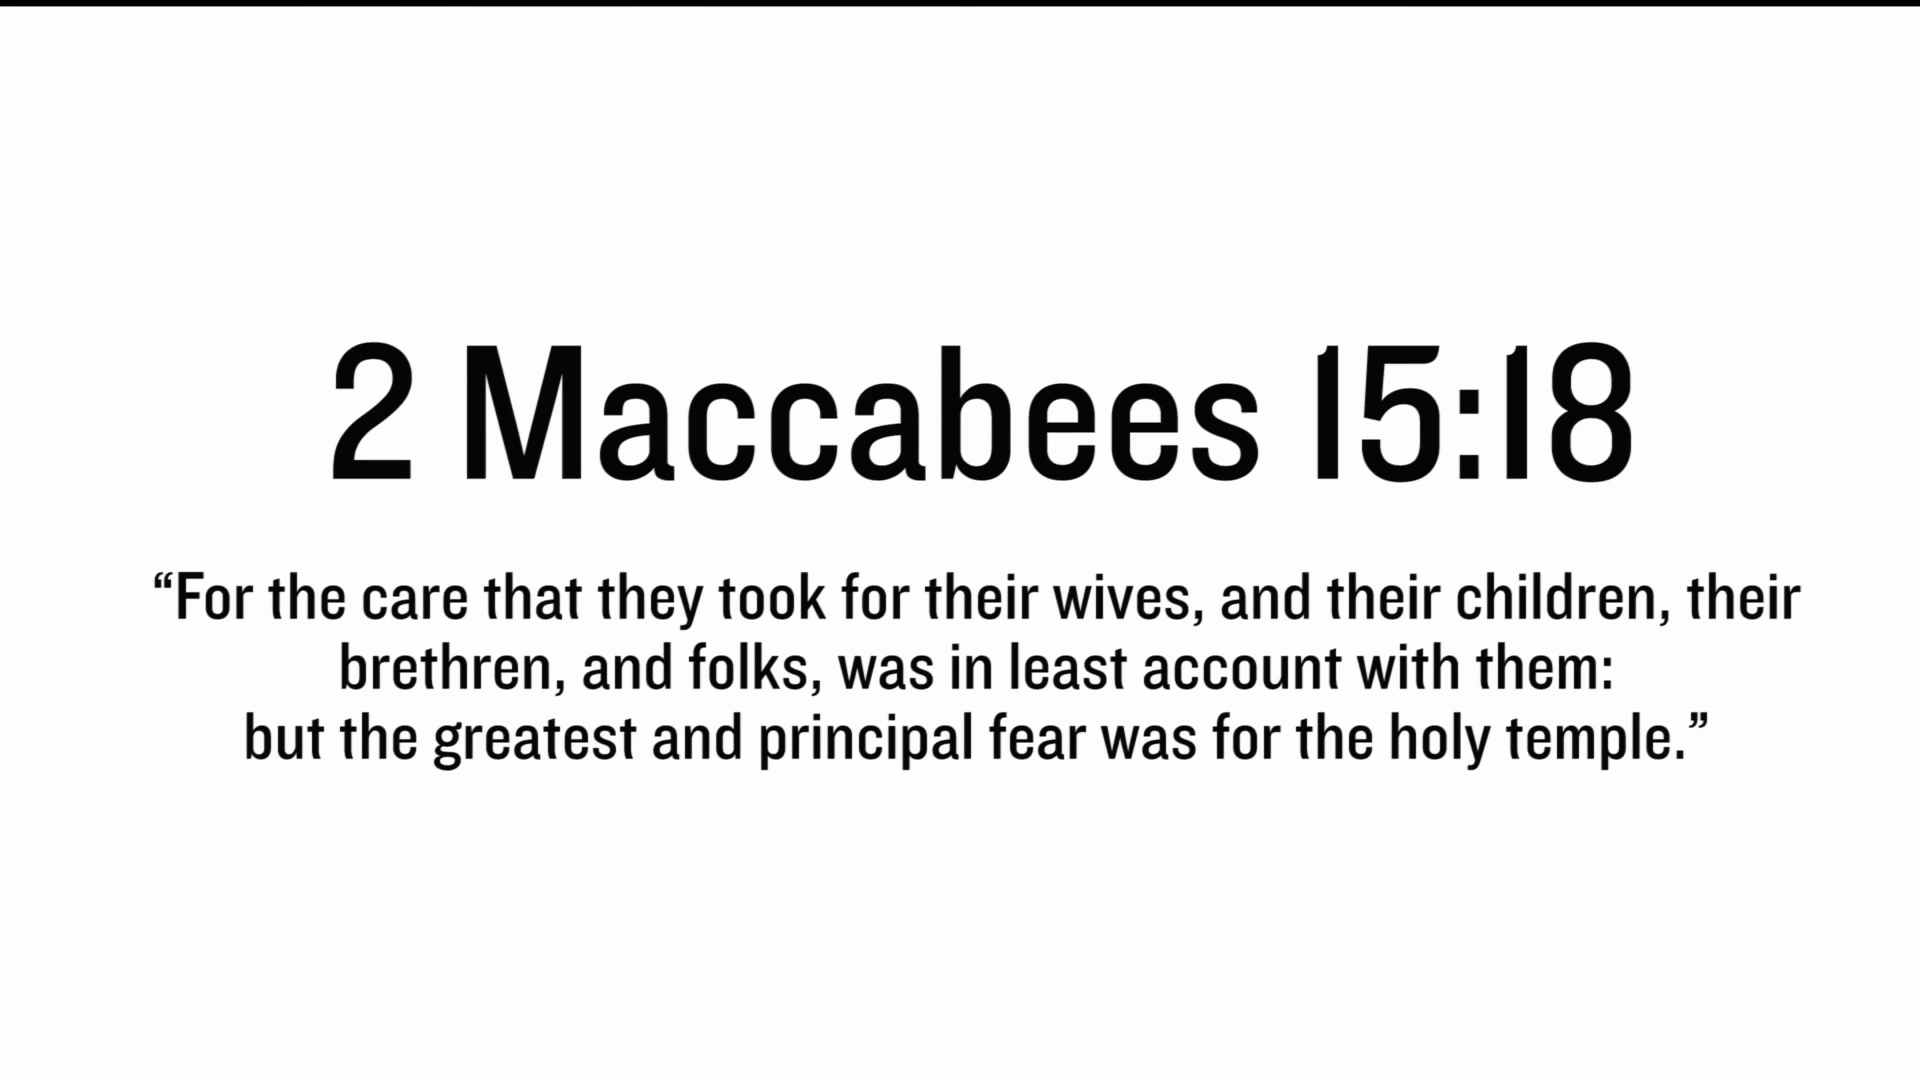 2 Maccabees 15:18
“For the care that they took for their wives, and their children, their
brethren, and folks, was in least account with them:
but the greatest and principal fear was for the holy temple.”